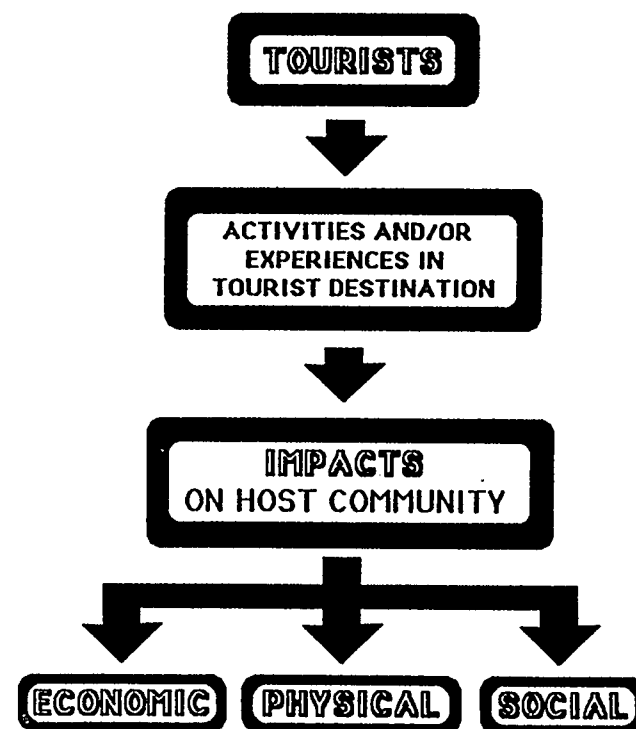 TOURISTS
ACTIVITIES AND/OR
EXPERIENCES IN
TOURIST DESTINATION
IMPACTS
ON HOST COMMUNITY
ECONOMIC
PHYSICAL
SOCIAL